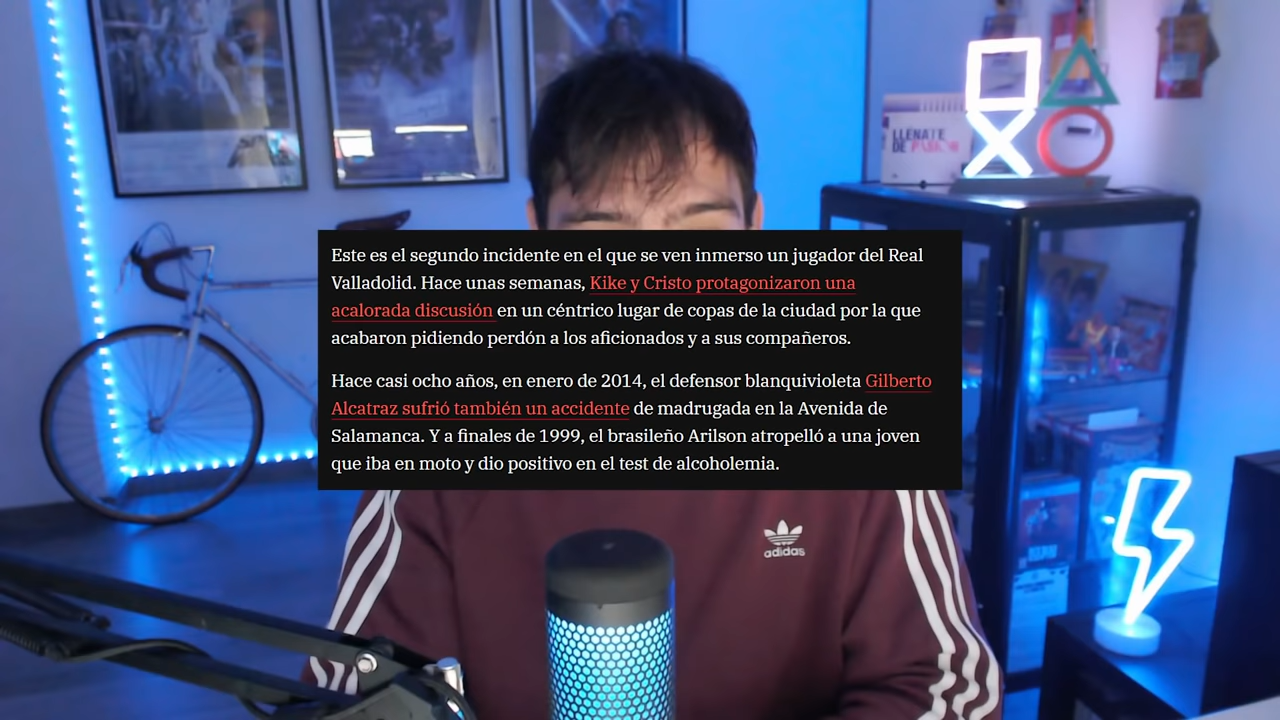 LLÉNATE
DE PASIÓN
Este es el segundo incidente en el que se ven inmerso un jugador del Real
Valladolid. Hace unas semanas, Kike y Cristo protagonizaron una
acalorada discusión en un céntrico lugar de copas de la ciudad por la que
acabaron pidiendo perdón a los aficionados y a sus compañeros.
Hace casi ocho años, en enero de 2014, el defensor blanquivioleta Gilberto
Alcatraz sufrió también un accidente de madrugada en la Avenida de
Salamanca. Y a finales de 1999, el brasileño Arilson atropelló a una joven
que iba en moto y dio positivo en el test de alcoholemia.
adidas